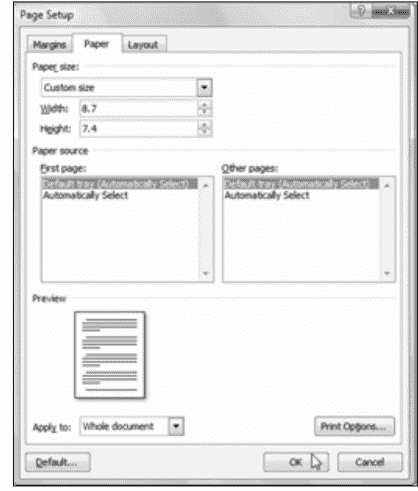 Page Setup
Margins Paper Layout
Paper size:
Custom size
Width: 8.7
Height: 7.4
Paper source
First page: Other pages:
Default tray (Automatically Select) Default tray (Automatically Select)
Automatically Select Automatically Select
Preview
Apply to: Whole document Print Options...
Default... OK Cancel